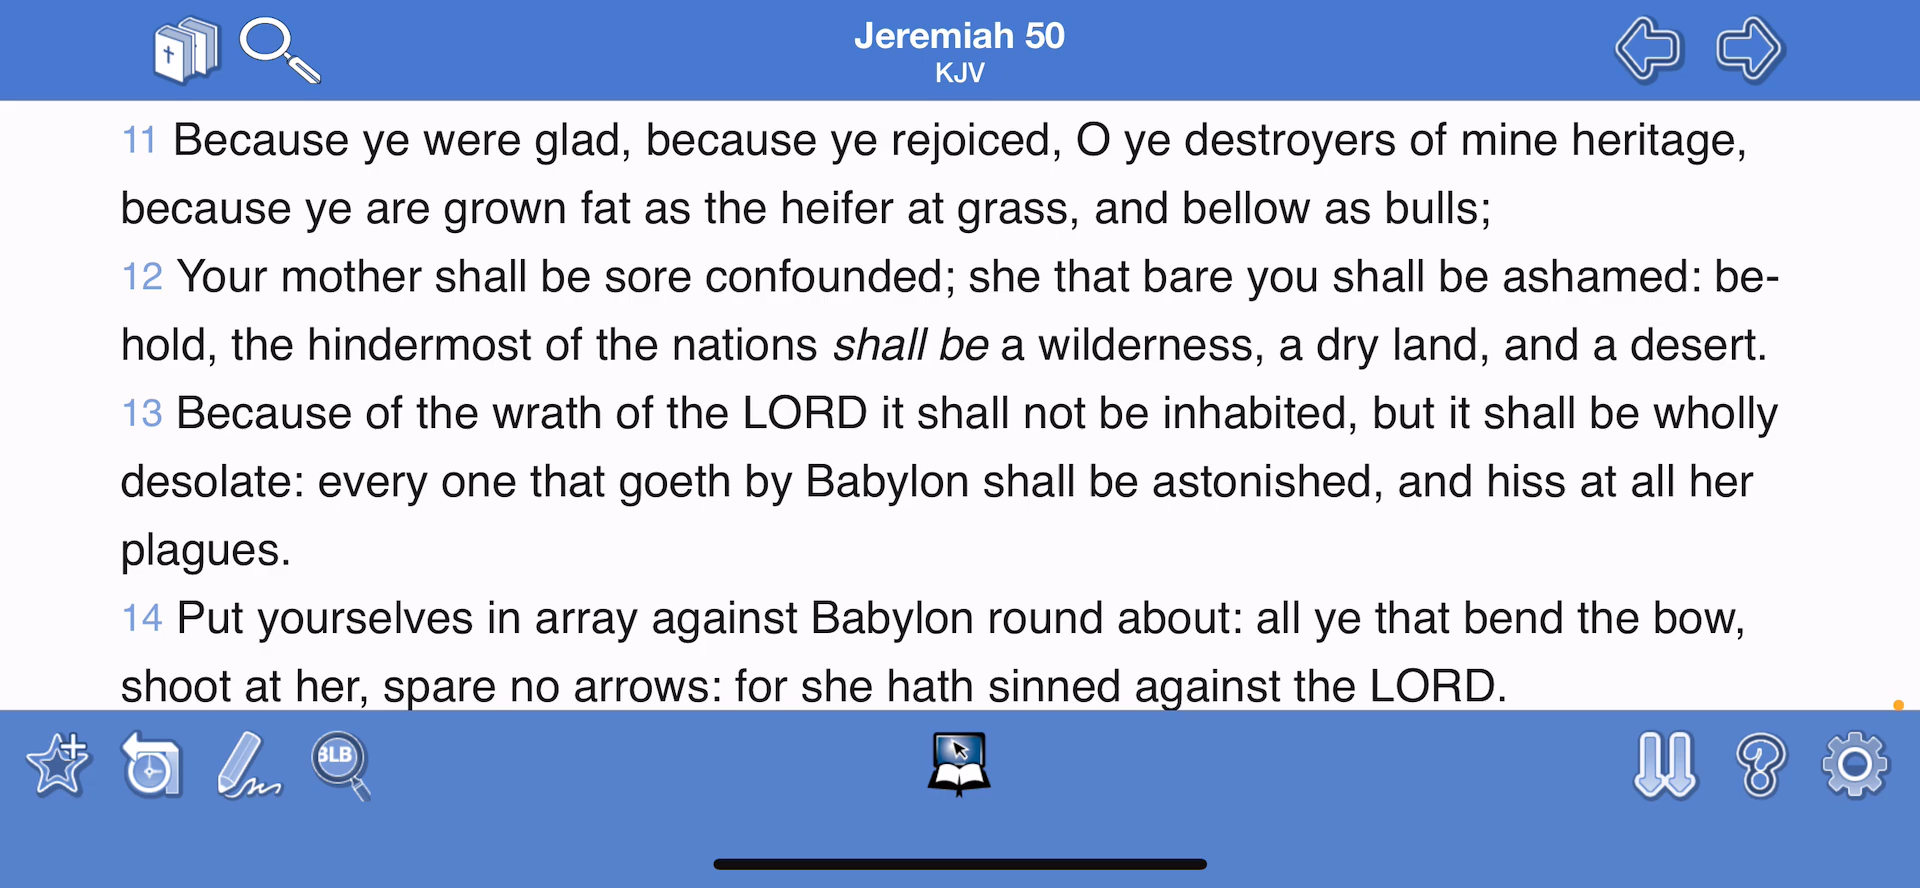 Jeremiah 50
KJV
11 Because ye were glad, because ye rejoiced, O ye destroyers of mine heritage,
because ye are grown fat as the heifer at grass, and bellow as bulls;
12 Your mother shall be sore confounded; she that bare you shall be ashamed: be-
hold, the hindermost of the nations shall be a wilderness, a dry land, and a desert.
13 Because of the wrath of the LORD it shall not be inhabited, but it shall be wholly
desolate: every one that goeth by Babylon shall be astonished, and hiss at all her
plagues.
14 Put yourselves in array against Babylon round about: all ye that bend the bow,
shoot at her, spare no arrows: for she hath sinned against the LORD.
BLB